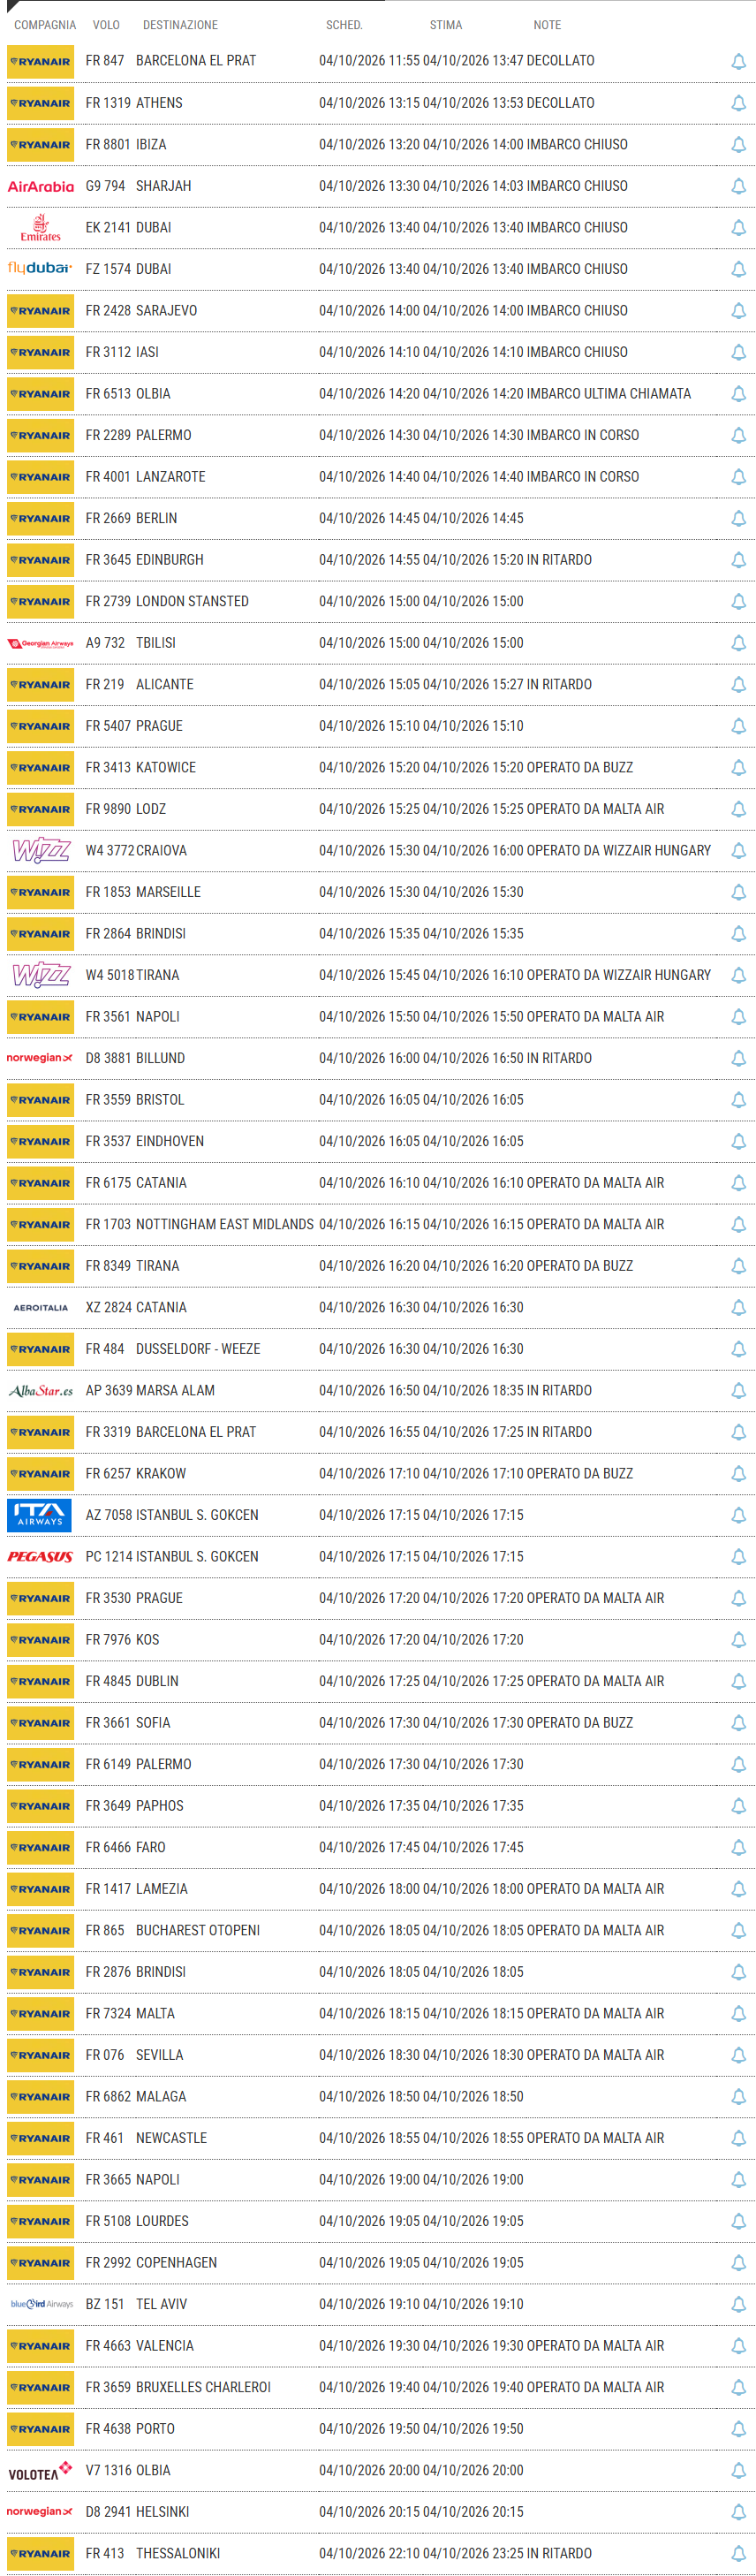 COMPAGNIA VOLO DESTINAZIONE SCHED. STIMA NOTE
RYANAIR FR 847 BARCELONA EL PRAT 04/10/2026 11:55 04/10/2026 13:47 DECOLLATO
RYANAIR FR 1319 ATHENS 04/10/2026 13:15 04/10/2026 13:53 DECOLLATO
RYANAIR FR 8801 IBIZA 04/10/2026 13:20 04/10/2026 14:00 IMBARCO CHIUSO
AirArabia G9 794 SHARJAH 04/10/2026 13:30 04/10/2026 14:03 IMBARCO CHIUSO
Emirates EK 2141 DUBAI 04/10/2026 13:40 04/10/2026 13:40 IMBARCO CHIUSO
flydubai FZ 1574 DUBAI 04/10/2026 13:40 04/10/2026 13:40 IMBARCO CHIUSO
RYANAIR FR 2428 SARAJEVO 04/10/2026 14:00 04/10/2026 14:00 IMBARCO CHIUSO
RYANAIR FR 3112 IASI 04/10/2026 14:10 04/10/2026 14:10 IMBARCO CHIUSO
RYANAIR FR 6513 OLBIA 04/10/2026 14:20 04/10/2026 14:20 IMBARCO ULTIMA CHIAMATA
RYANAIR FR 2289 PALERMO 04/10/2026 14:30 04/10/2026 14:30 IMBARCO IN CORSO
RYANAIR FR 4001 LANZAROTE 04/10/2026 14:40 04/10/2026 14:40 IMBARCO IN CORSO
RYANAIR FR 2669 BERLIN 04/10/2026 14:45 04/10/2026 14:45
RYANAIR FR 3645 EDINBURGH 04/10/2026 14:55 04/10/2026 15:20 IN RITARDO
RYANAIR FR 2739 LONDON STANSTED 04/10/2026 15:00 04/10/2026 15:00
Georgian Airways A9 732 TBILISI 04/10/2026 15:00 04/10/2026 15:00
RYANAIR FR 219 ALICANTE 04/10/2026 15:05 04/10/2026 15:27 IN RITARDO
RYANAIR FR 5407 PRAGUE 04/10/2026 15:10 04/10/2026 15:10
RYANAIR FR 3413 KATOWICE 04/10/2026 15:20 04/10/2026 15:20 OPERATO DA BUZZ
RYANAIR FR 9890 LODZ 04/10/2026 15:25 04/10/2026 15:25 OPERATO DA MALTA AIR
WIZZ W4 3772 CRAIOVA 04/10/2026 15:30 04/10/2026 16:00 OPERATO DA WIZZAIR HUNGARY
RYANAIR FR 1853 MARSEILLE 04/10/2026 15:30 04/10/2026 15:30
RYANAIR FR 2864 BRINDISI 04/10/2026 15:35 04/10/2026 15:35
WIZZ W4 5018 TIRANA 04/10/2026 15:45 04/10/2026 16:10 OPERATO DA WIZZAIR HUNGARY
RYANAIR FR 3561 NAPOLI 04/10/2026 15:50 04/10/2026 15:50 OPERATO DA MALTA AIR
norwegian D8 3881 BILLUND 04/10/2026 16:00 04/10/2026 16:50 IN RITARDO
RYANAIR FR 3559 BRISTOL 04/10/2026 16:05 04/10/2026 16:05
RYANAIR FR 3537 EINDHOVEN 04/10/2026 16:05 04/10/2026 16:05
RYANAIR FR 6175 CATANIA 04/10/2026 16:10 04/10/2026 16:10 OPERATO DA MALTA AIR
RYANAIR FR 1703 NOTTINGHAM EAST MIDLANDS 04/10/2026 16:15 04/10/2026 16:15 OPERATO DA MALTA AIR
RYANAIR FR 8349 TIRANA 04/10/2026 16:20 04/10/2026 16:20 OPERATO DA BUZZ
AEROITALIA XZ 2824 CATANIA 04/10/2026 16:30 04/10/2026 16:30
RYANAIR FR 484 DUSSELDORF - WEEZE 04/10/2026 16:30 04/10/2026 16:30
AlbaStar.es AP 3639 MARSA ALAM 04/10/2026 16:50 04/10/2026 18:35 IN RITARDO
RYANAIR FR 3319 BARCELONA EL PRAT 04/10/2026 16:55 04/10/2026 17:25 IN RITARDO
RYANAIR FR 6257 KRAKOW 04/10/2026 17:10 04/10/2026 17:10 OPERATO DA BUZZ
ITA AIRWAYS AZ 7058 ISTANBUL S. GOKCEN 04/10/2026 17:15 04/10/2026 17:15
PEGASUS PC 1214 ISTANBUL S. GOKCEN 04/10/2026 17:15 04/10/2026 17:15
RYANAIR FR 3530 PRAGUE 04/10/2026 17:20 04/10/2026 17:20 OPERATO DA MALTA AIR
RYANAIR FR 7976 KOS 04/10/2026 17:20 04/10/2026 17:20
RYANAIR FR 4845 DUBLIN 04/10/2026 17:25 04/10/2026 17:25 OPERATO DA MALTA AIR
RYANAIR FR 3661 SOFIA 04/10/2026 17:30 04/10/2026 17:30 OPERATO DA BUZZ
RYANAIR FR 6149 PALERMO 04/10/2026 17:30 04/10/2026 17:30
RYANAIR FR 3649 PAPHOS 04/10/2026 17:35 04/10/2026 17:35
RYANAIR FR 6466 FARO 04/10/2026 17:45 04/10/2026 17:45
RYANAIR FR 1417 LAMEZIA 04/10/2026 18:00 04/10/2026 18:00 OPERATO DA MALTA AIR
RYANAIR FR 865 BUCHAREST OTOPENI 04/10/2026 18:05 04/10/2026 18:05 OPERATO DA MALTA AIR
RYANAIR FR 2876 BRINDISI 04/10/2026 18:05 04/10/2026 18:05
RYANAIR FR 7324 MALTA 04/10/2026 18:15 04/10/2026 18:15 OPERATO DA MALTA AIR
RYANAIR FR 076 SEVILLA 04/10/2026 18:30 04/10/2026 18:30 OPERATO DA MALTA AIR
RYANAIR FR 6862 MALAGA 04/10/2026 18:50 04/10/2026 18:50
RYANAIR FR 461 NEWCASTLE 04/10/2026 18:55 04/10/2026 18:55 OPERATO DA MALTA AIR
RYANAIR FR 3665 NAPOLI 04/10/2026 19:00 04/10/2026 19:00
RYANAIR FR 5108 LOURDES 04/10/2026 19:05 04/10/2026 19:05
RYANAIR FR 2992 COPENHAGEN 04/10/2026 19:05 04/10/2026 19:05
blueBird Airways BZ 151 TEL AVIV 04/10/2026 19:10 04/10/2026 19:10
RYANAIR FR 4663 VALENCIA 04/10/2026 19:30 04/10/2026 19:30 OPERATO DA MALTA AIR
RYANAIR FR 3659 BRUXELLES CHARLEROI 04/10/2026 19:40 04/10/2026 19:40 OPERATO DA MALTA AIR
RYANAIR FR 4638 PORTO 04/10/2026 19:50 04/10/2026 19:50
VOLOTEA V7 1316 OLBIA 04/10/2026 20:00 04/10/2026 20:00
norwegian D8 2941 HELSINKI 04/10/2026 20:15 04/10/2026 20:15
RYANAIR FR 413 THESSALONIKI 04/10/2026 22:10 04/10/2026 23:25 IN RITARDO